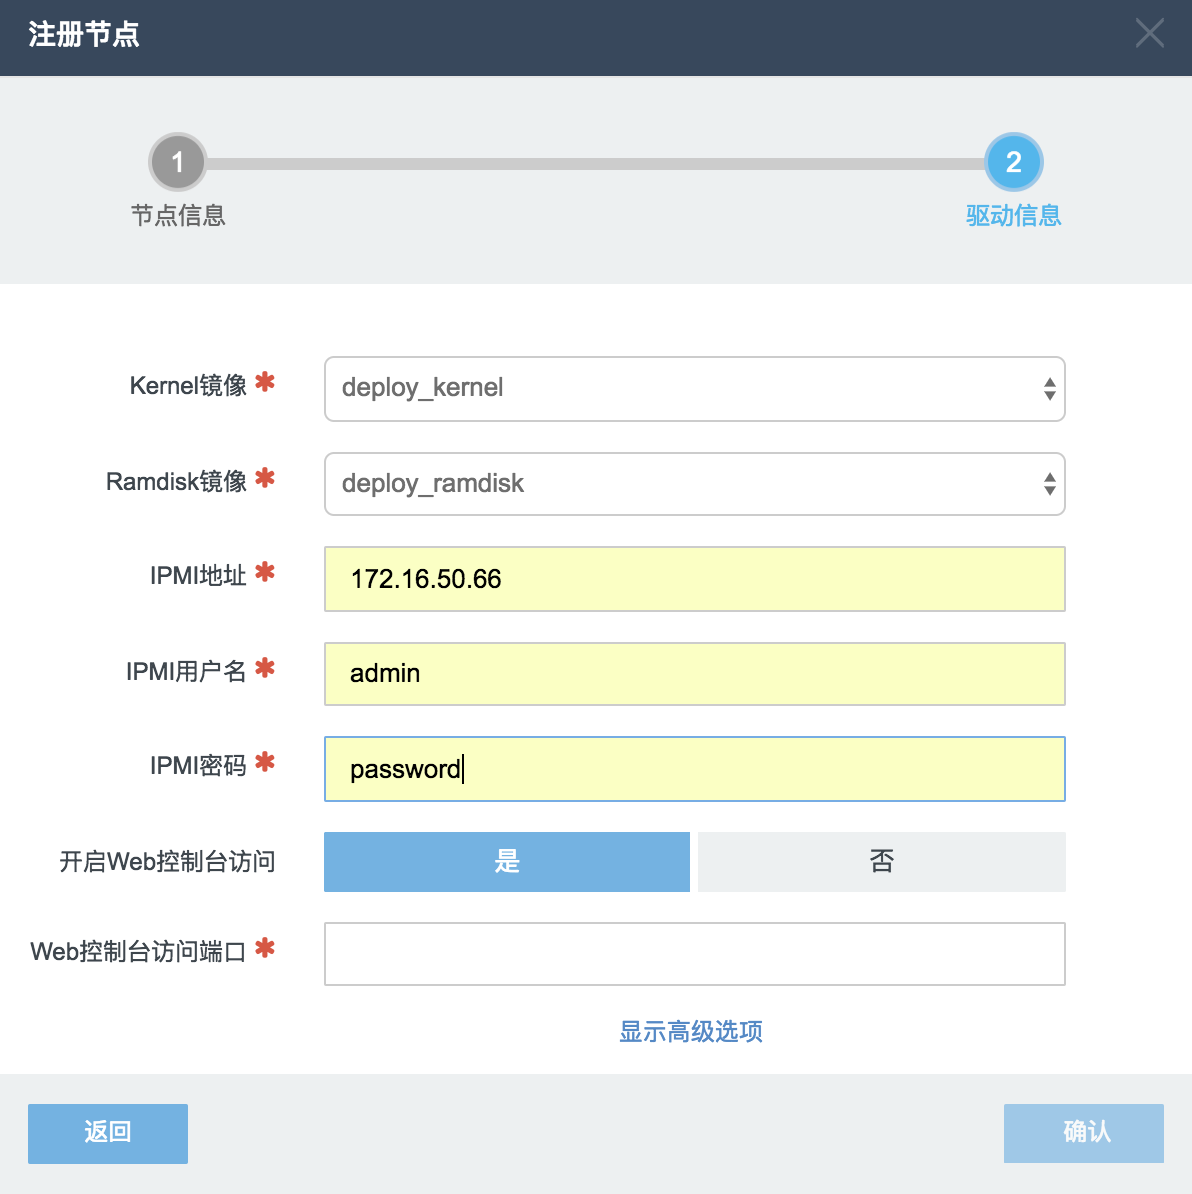 注册节点
1
2
节点信息
驱动信息
Kernel镜像 ✱
deploy_kernel
Ramdisk镜像 ✱
deploy_ramdisk
IPMI地址 ✱
172.16.50.66
IPMI用户名 ✱
admin
IPMI密码 ✱
password
开启Web控制台访问
是
否
Web控制台访问端口 ✱
显示高级选项
返回
确认